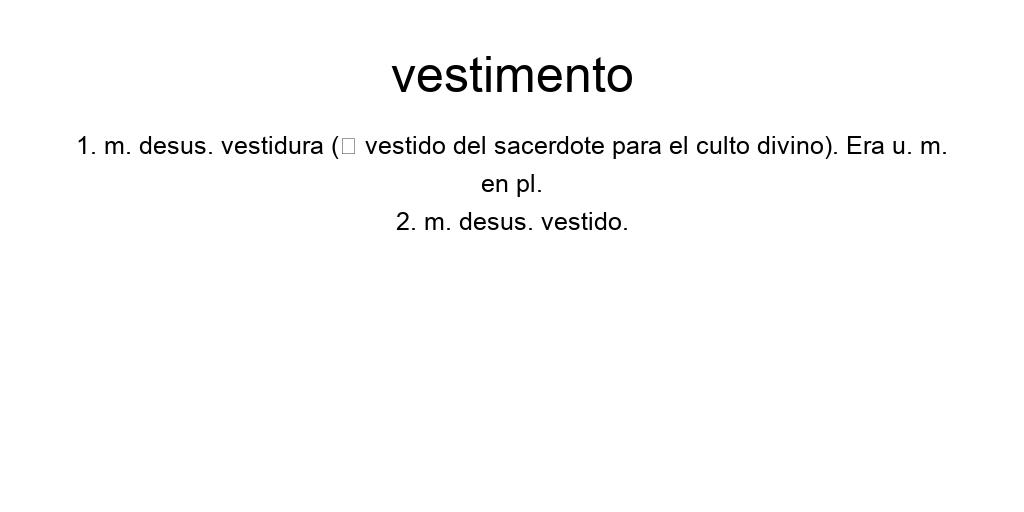 vestimento
1. m. desus. vestidura (▯ vestido del sacerdote para el culto divino). Era u. m.
en pl.
2. m. desus. vestido.